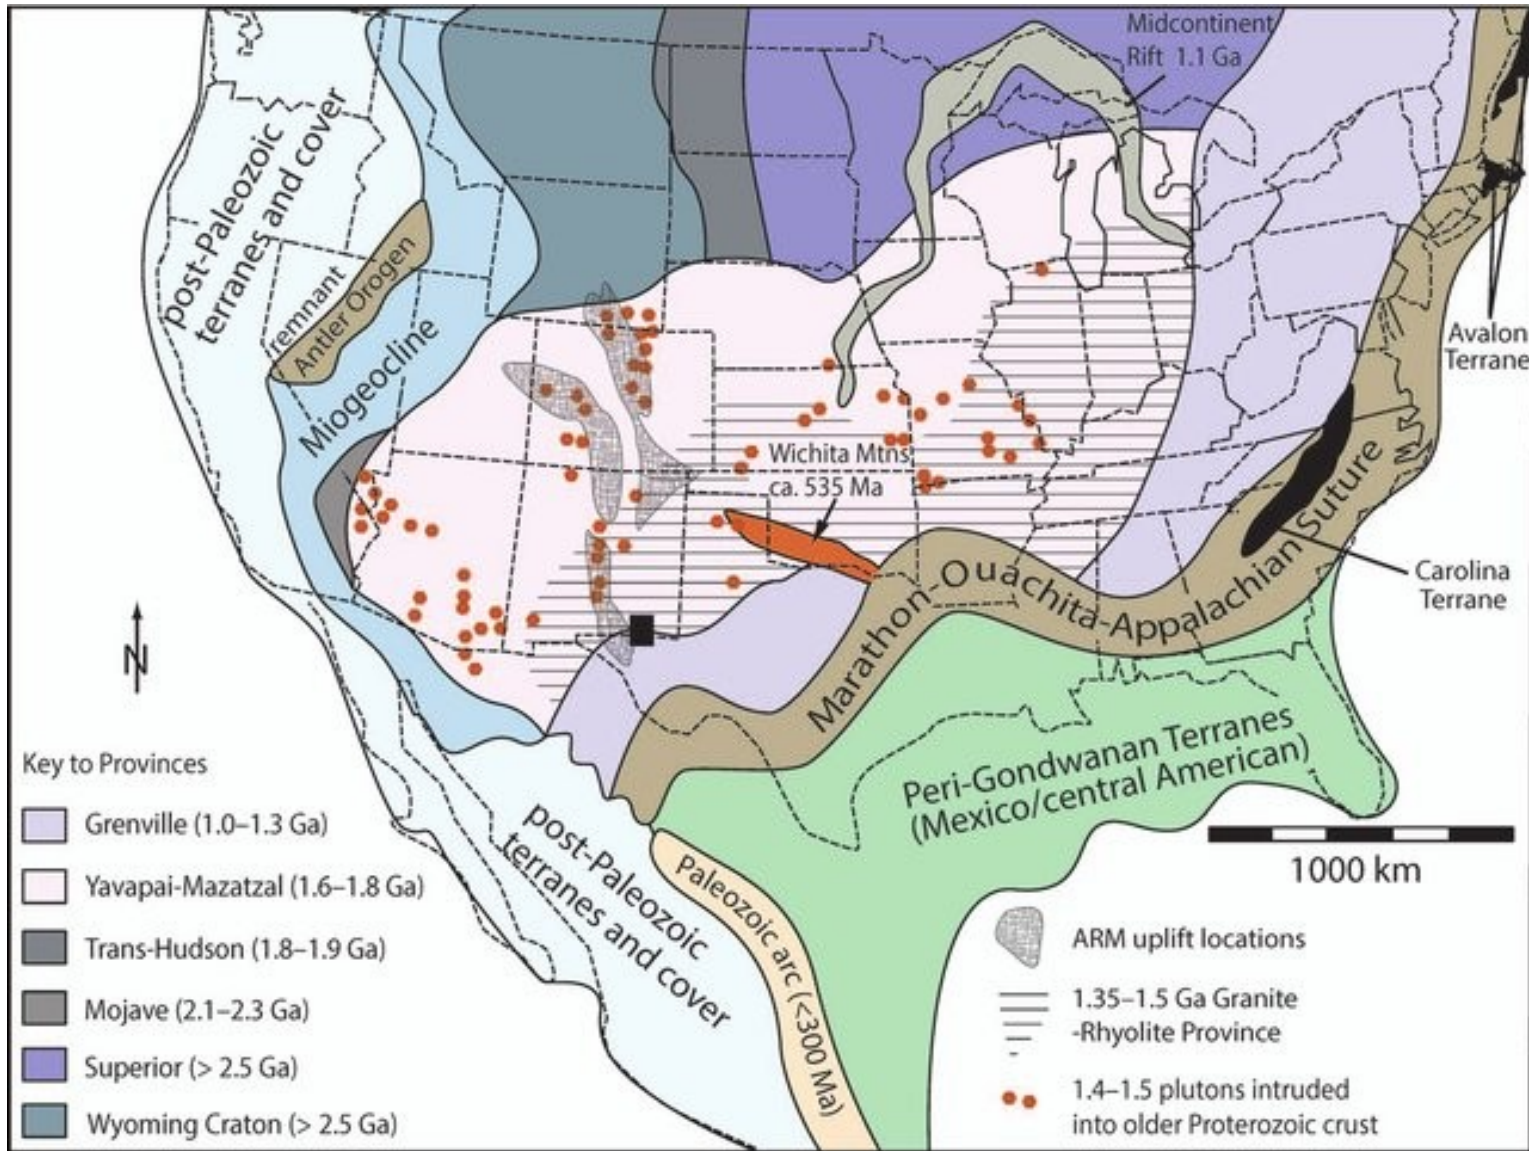 Midcontinent
Rift 1.1 Ga
post-Paleozoic
terranes and cover
remnant
Antler Orogen
Miogeocline
Avalon
Terrane
Wichita Mtns
ca. 535 Ma
Carolina
Terrane
Marathon-Ouachita-Appalachian Suture
N
Peri-Gondwanan Terranes
(Mexico/central American)
post-Paleozoic
terranes and cover
Paleozoic arc (<300 Ma)
1000 km
Key to Provinces
Grenville (1.0–1.3 Ga)
Yavapai-Mazatzal (1.6–1.8 Ga)
Trans-Hudson (1.8–1.9 Ga)
Mojave (2.1–2.3 Ga)
Superior (> 2.5 Ga)
Wyoming Craton (> 2.5 Ga)
ARM uplift locations
1.35–1.5 Ga Granite
-Rhyolite Province
1.4–1.5 plutons intruded
into older Proterozoic crust